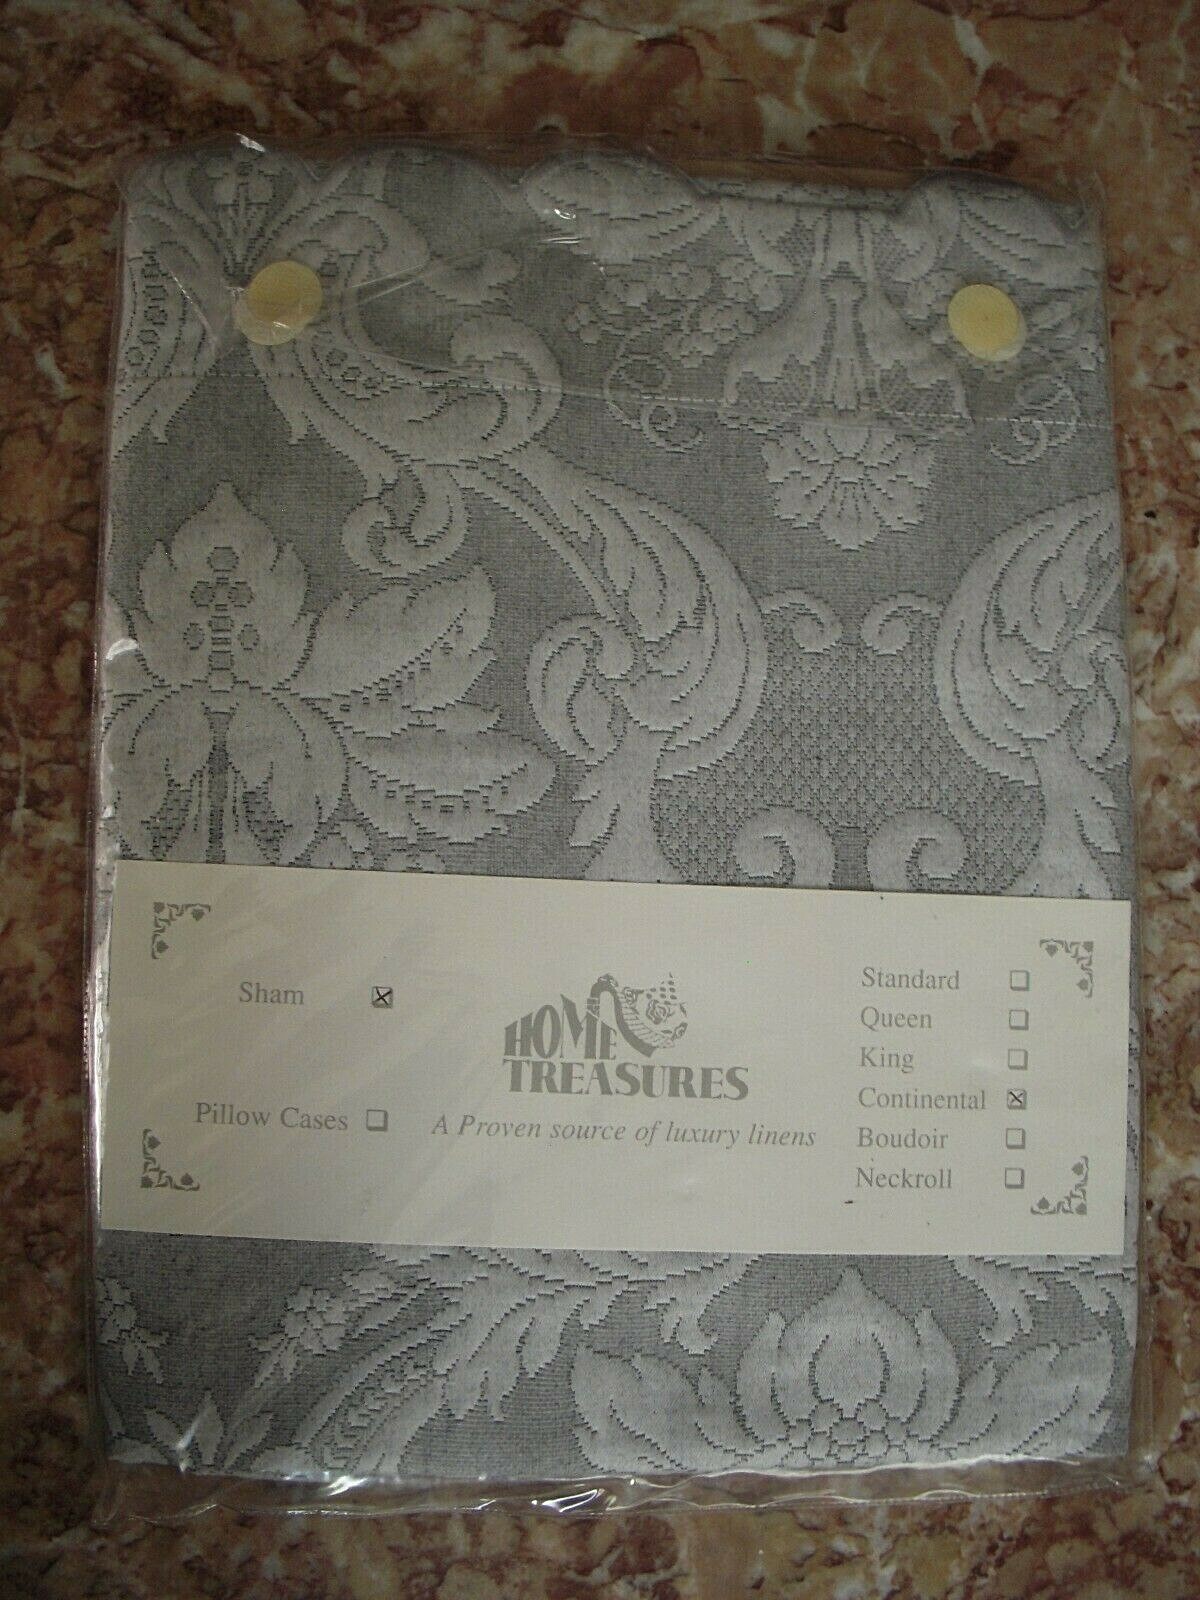 Sham ☒
Pillow Cases ☐
HOME
TREASURES
A Proven source of luxury linens
Standard ☐
Queen ☐
King ☐
Continental ☒
Boudoir ☐
Neckroll ☐